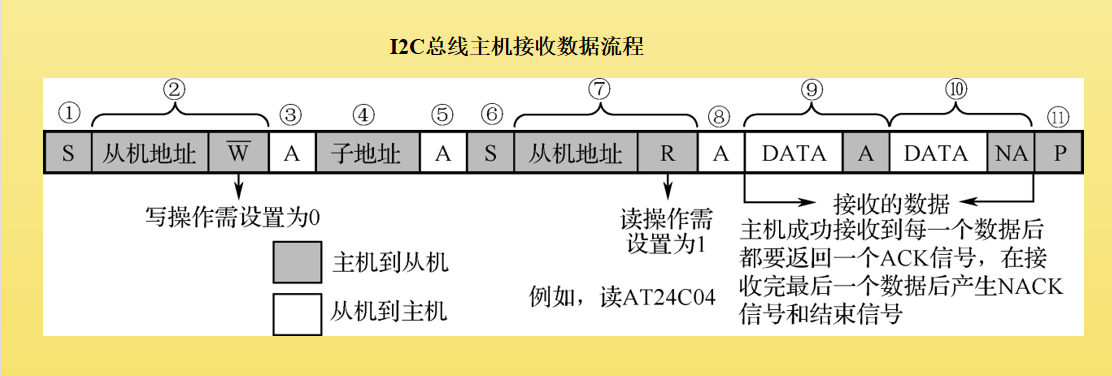 I2C总线主机接收数据流程
① ② ③ ④ ⑤ ⑥ ⑦ ⑧ ⑨ ⑩ ⑪
S 从机地址 W̅ A 子地址 A S 从机地址 R A DATA A DATA NA P
写操作需设置为0
读操作需
设置为1
接收的数据
主机成功接收到每一个数据后
都要返回一个ACK信号，在接
收完最后一个数据后产生NACK
信号和结束信号
主机到从机
从机到主机
例如，读AT24C04